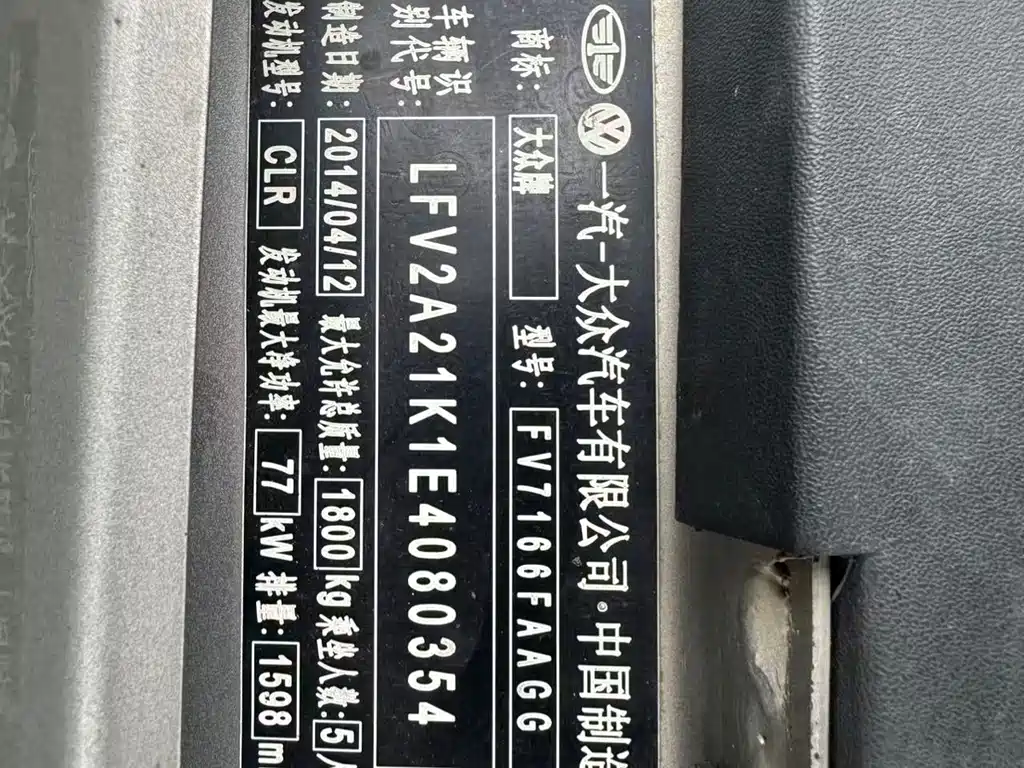 一汽-大众汽车有限公司·中国制造
商标: 大众牌 型号: FV7166FAAGG
车辆识别代号: LFV2A21K1E4080354
制造日期: 2014/04/12 最大允许总质量: 1800 kg 乘坐人数: 5 人
发动机型号: CLR 发动机最大净功率: 77 kW 排量: 1598 m